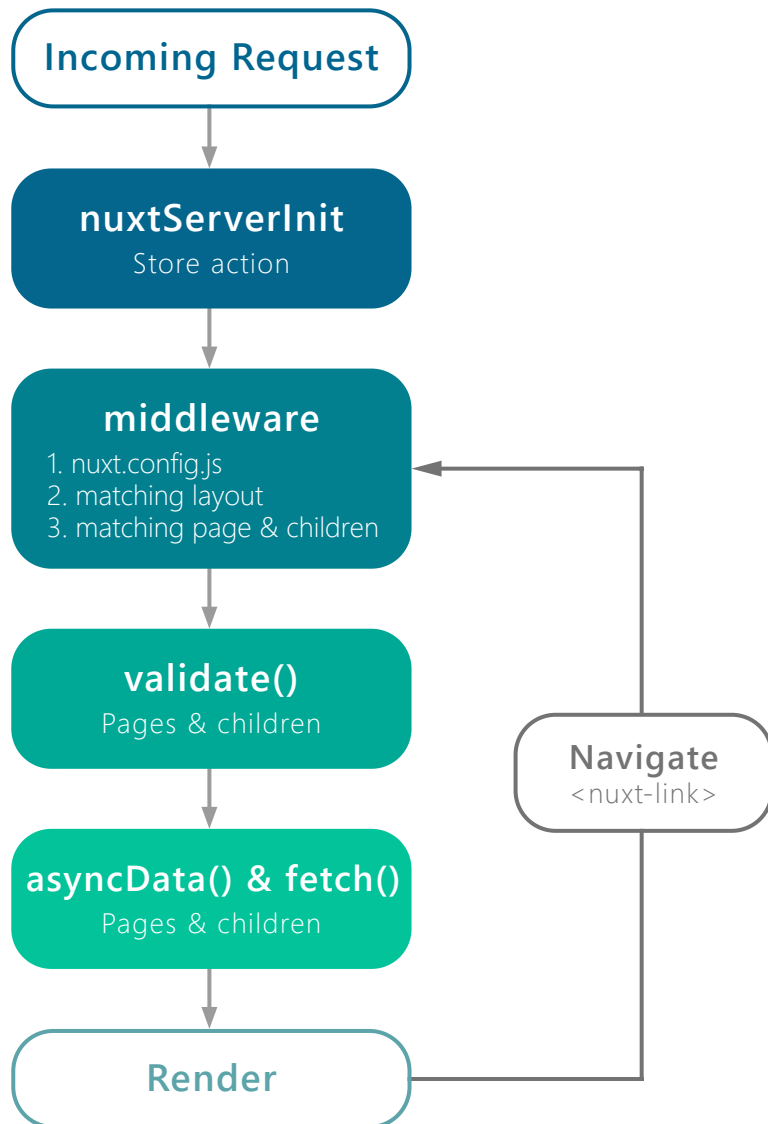 Incoming Request
nuxtServerInit
Store action
middleware
1. nuxt.config.js
2. matching layout
3. matching page & children
validate()
Pages & children
Navigate
<nuxt-link>
asyncData() & fetch()
Pages & children
Render